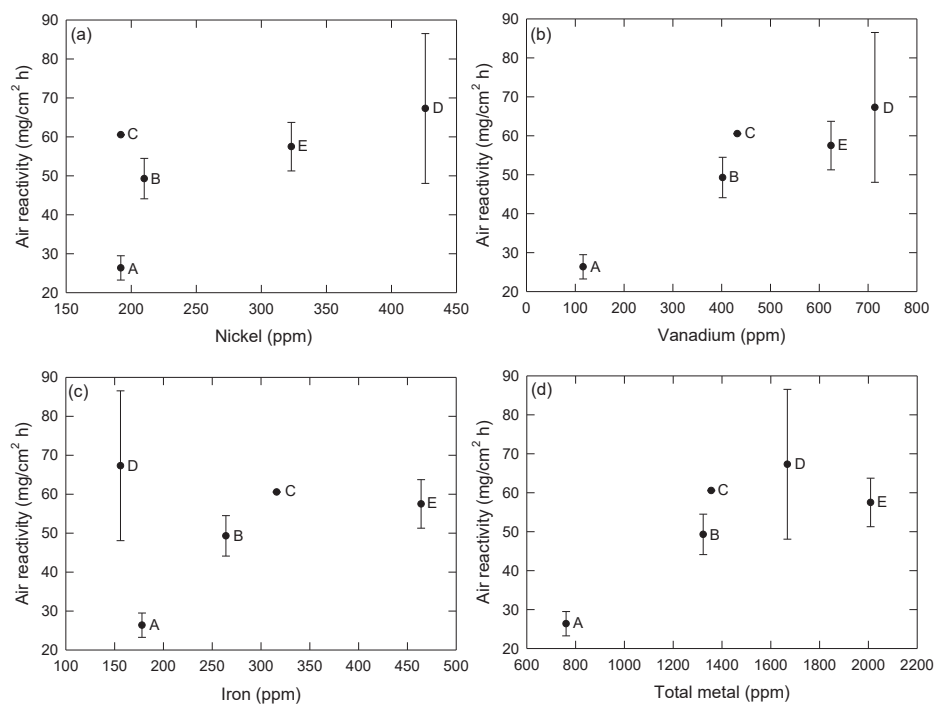 (a)
Air reactivity (mg/cm² h)
90
80
70
60
50
40
30
20
D
C
E
B
A
150 200 250 300 350 400 450
Nickel (ppm)
(b)
Air reactivity (mg/cm² h)
90
80
70
60
50
40
30
20
D
C
E
B
A
0 100 200 300 400 500 600 700 800
Vanadium (ppm)
(c)
Air reactivity (mg/cm² h)
90
80
70
60
50
40
30
20
D
C
E
B
A
100 150 200 250 300 350 400 450 500
Iron (ppm)
(d)
Air reactivity (mg/cm² h)
90
80
70
60
50
40
30
20
D
C
E
B
A
600 800 1000 1200 1400 1600 1800 2000 2200
Total metal (ppm)